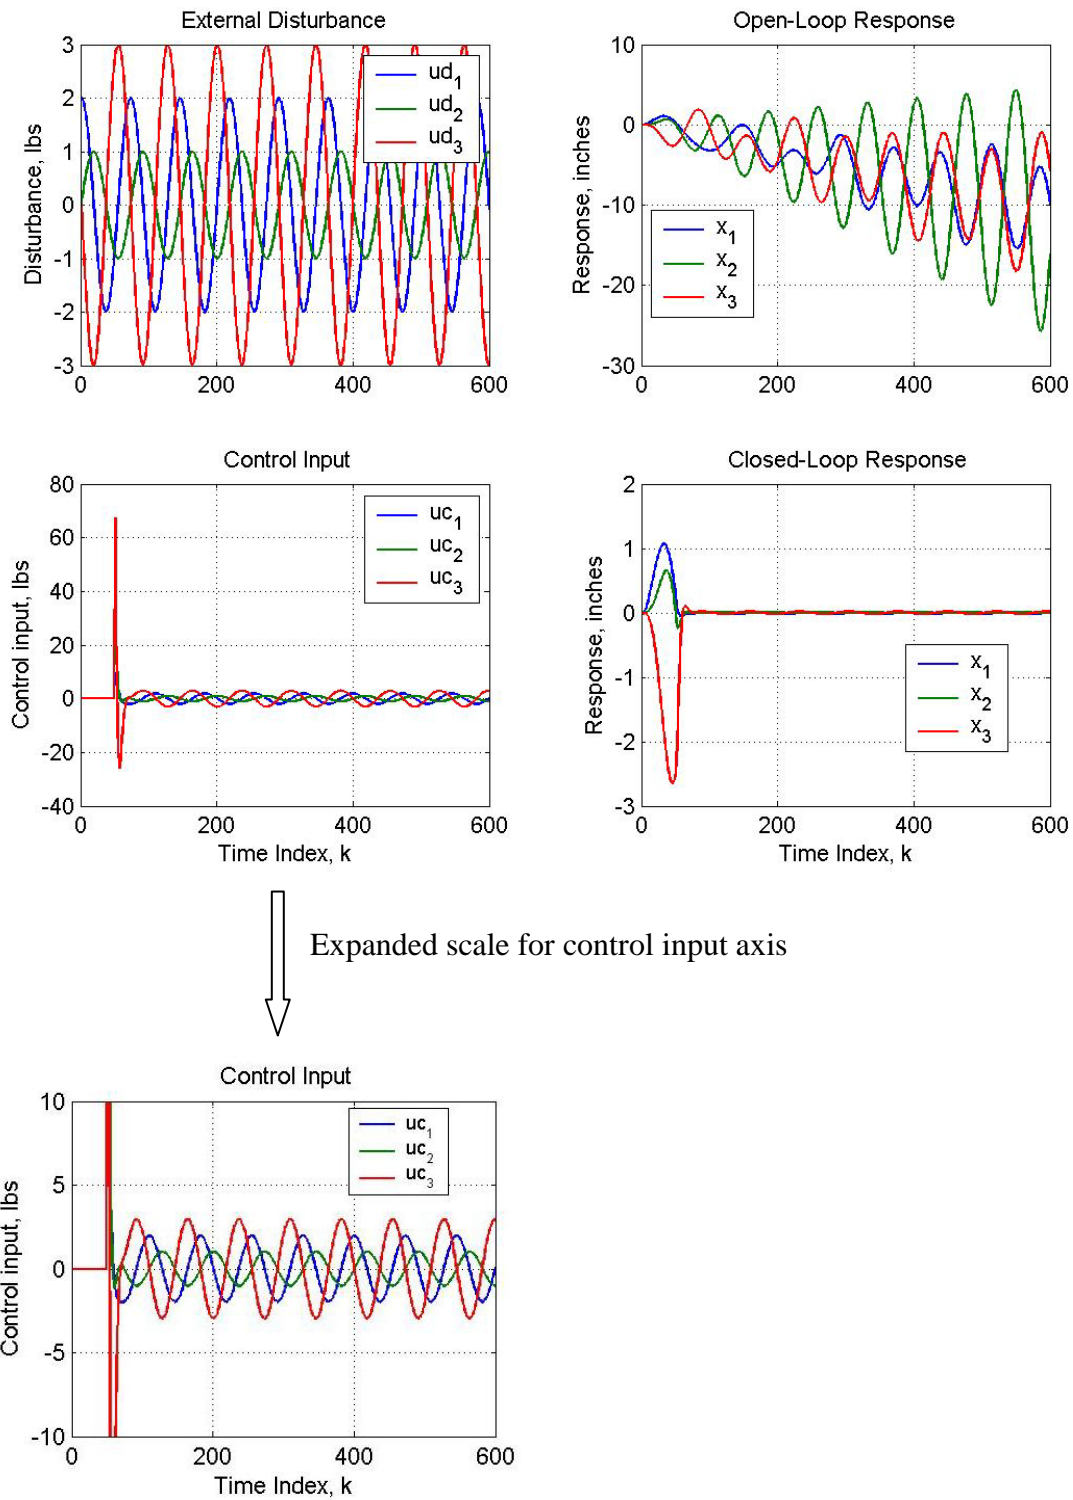 External Disturbance
3
2
1
0
-1
-2
-3
Disturbance, lbs
ud1
ud2
ud3
0
200
400
600
Open-Loop Response
10
0
-10
-20
-30
Response, inches
x1
x2
x3
0
200
400
600
Control Input
80
60
40
20
0
-20
-40
Control input, lbs
uc1
uc2
uc3
0
200
400
600
Time Index, k
Closed-Loop Response
2
1
0
-1
-2
-3
Response, inches
x1
x2
x3
0
200
400
600
Time Index, k
Expanded scale for control input axis
Control Input
10
5
0
-5
-10
Control input, lbs
uc1
uc2
uc3
0
200
400
600
Time Index, k